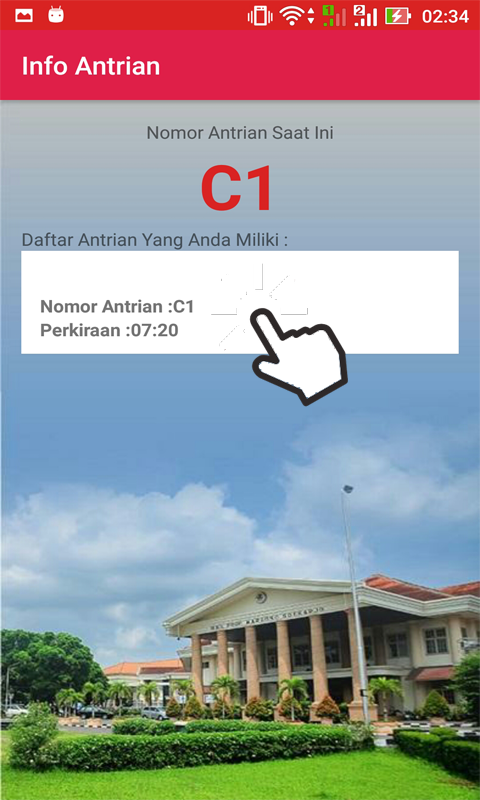 02:34
Info Antrian
Nomor Antrian Saat Ini
C1
Daftar Antrian Yang Anda Miliki :
Nomor Antrian :C1
Perkiraan :07:20